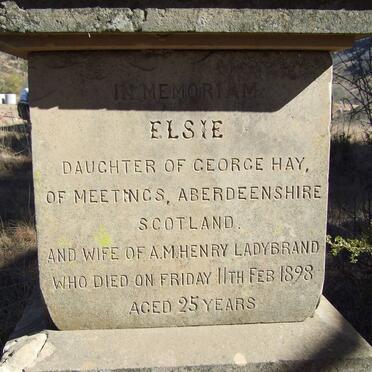 IN MEMORIAM.
ELSIE
DAUGHTER OF GEORGE HAY,
OF MEETINGS, ABERDEENSHIRE
SCOTLAND.
AND WIFE OF A.M.HENRY LADYBRAND
WHO DIED ON FRIDAY 11TH FEB 1898
AGED 25 YEARS